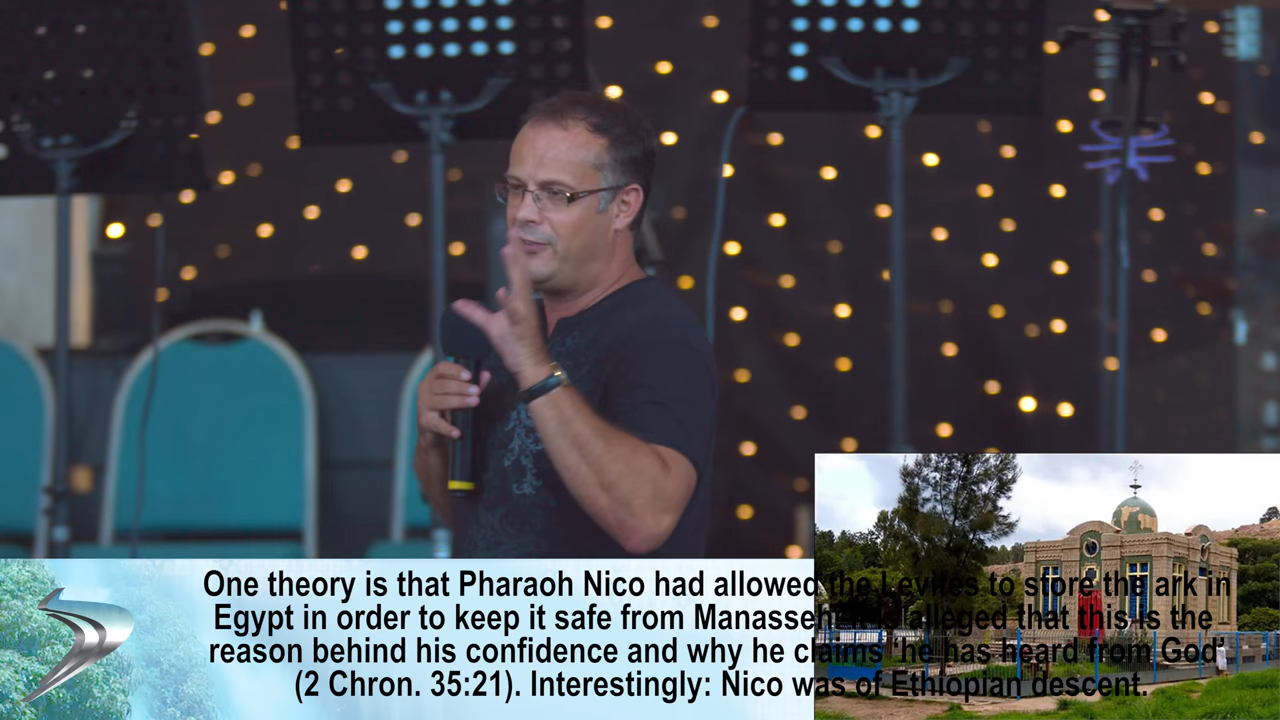 One theory is that Pharaoh Nico had allowed the Levites to store the ark in
Egypt in order to keep it safe from Manasseh. It is alleged that this is the
reason behind his confidence and why he claims 'he has heard from God'
(2 Chron. 35:21). Interestingly: Nico was of Ethiopian descent.